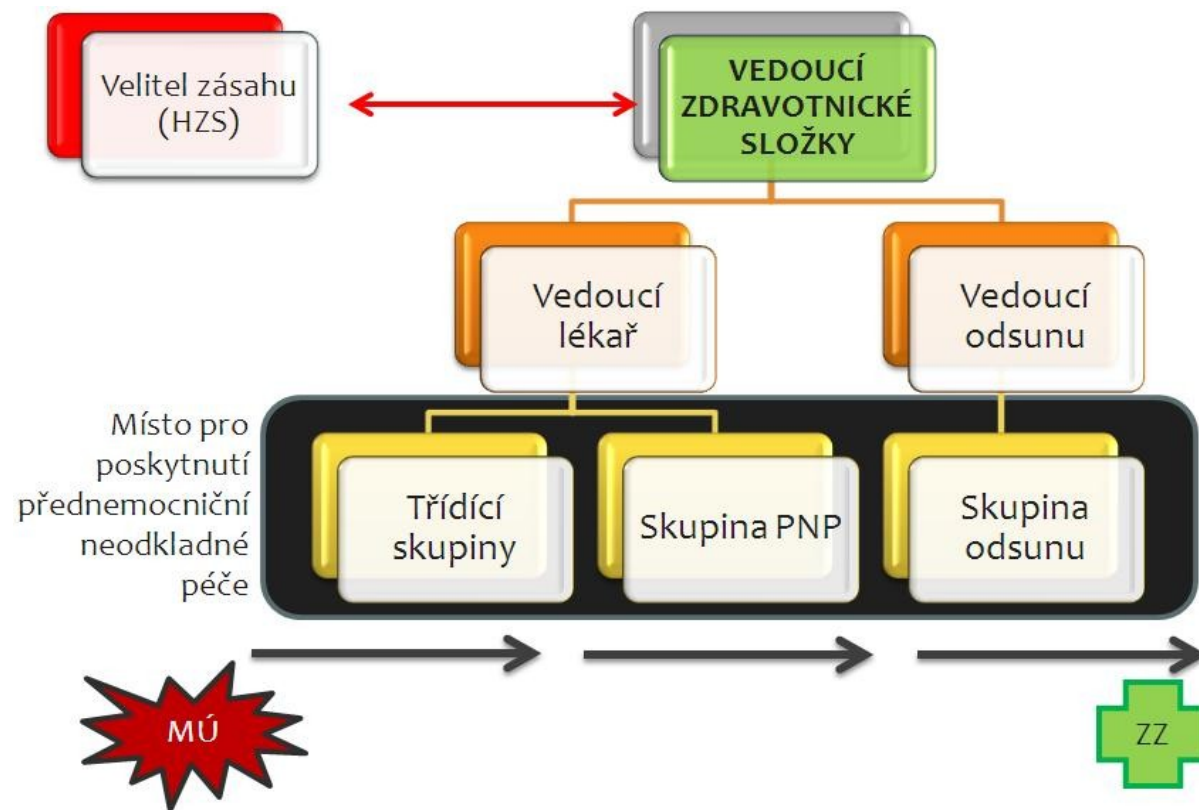 Velitel zásahu
(HZS)
VEDOUCÍ
ZDRAVOTNICKÉ
SLOŽKY
Vedoucí
lékař
Vedoucí
odsunu
Místo pro
poskytnutí
přednemocniční
neodkladné
péče
Třídící
skupiny
Skupina PNP
Skupina
odsunu
MÚ
ZZ